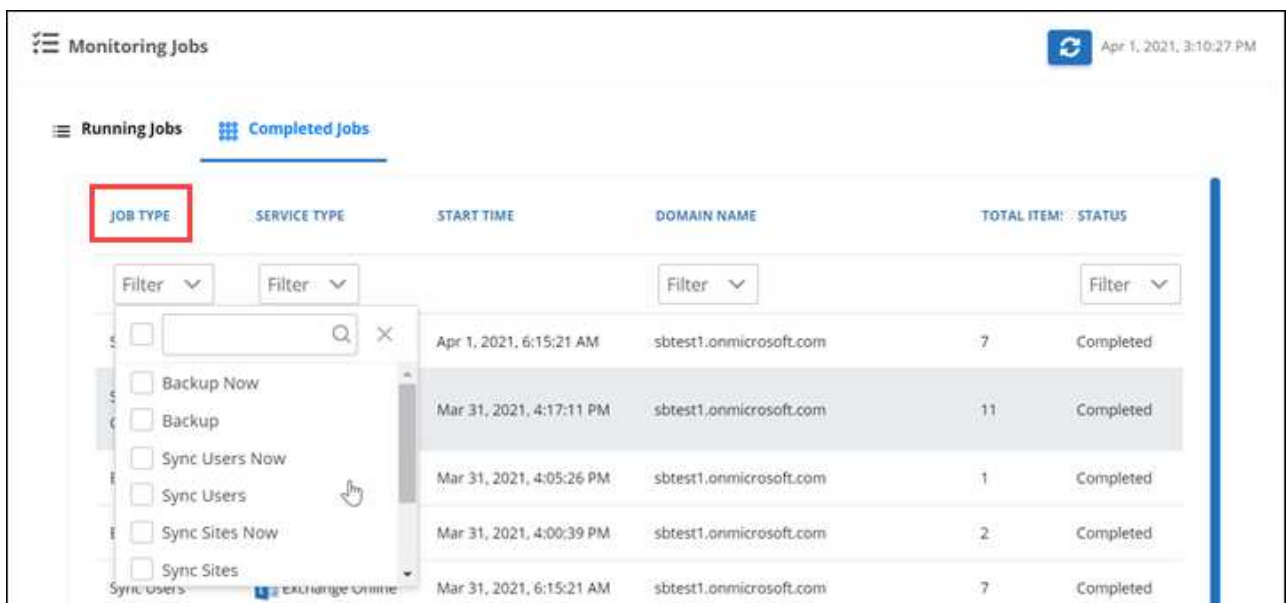 Monitoring Jobs
Apr 1, 2021, 3:10:27 PM
Running Jobs
Completed Jobs
JOB TYPE SERVICE TYPE START TIME DOMAIN NAME TOTAL ITEM: STATUS
Filter Filter Filter Filter
Apr 1, 2021, 6:15:21 AM sbtest1.onmicrosoft.com 7 Completed
Backup Now
Mar 31, 2021, 4:17:11 PM sbtest1.onmicrosoft.com 11 Completed
Backup
Sync Users Now
Mar 31, 2021, 4:05:26 PM sbtest1.onmicrosoft.com 1 Completed
Sync Users
Sync Sites Now
Mar 31, 2021, 4:00:39 PM sbtest1.onmicrosoft.com 2 Completed
Sync Sites
Sync Users Exchange Online Mar 31, 2021, 6:15:21 AM sbtest1.onmicrosoft.com 7 Completed